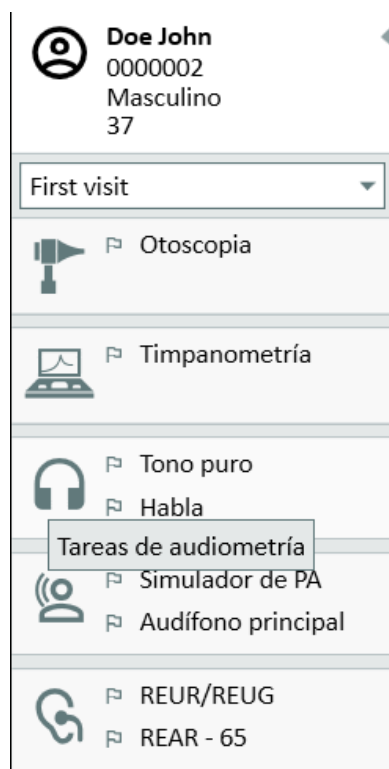 Doe John
0000002
Masculino
37
First visit
Otoscopia
Timpanometría
Tono puro
Habla
Tareas de audiometría
Simulador de PA
Audífono principal
REUR/REUG
REAR - 65